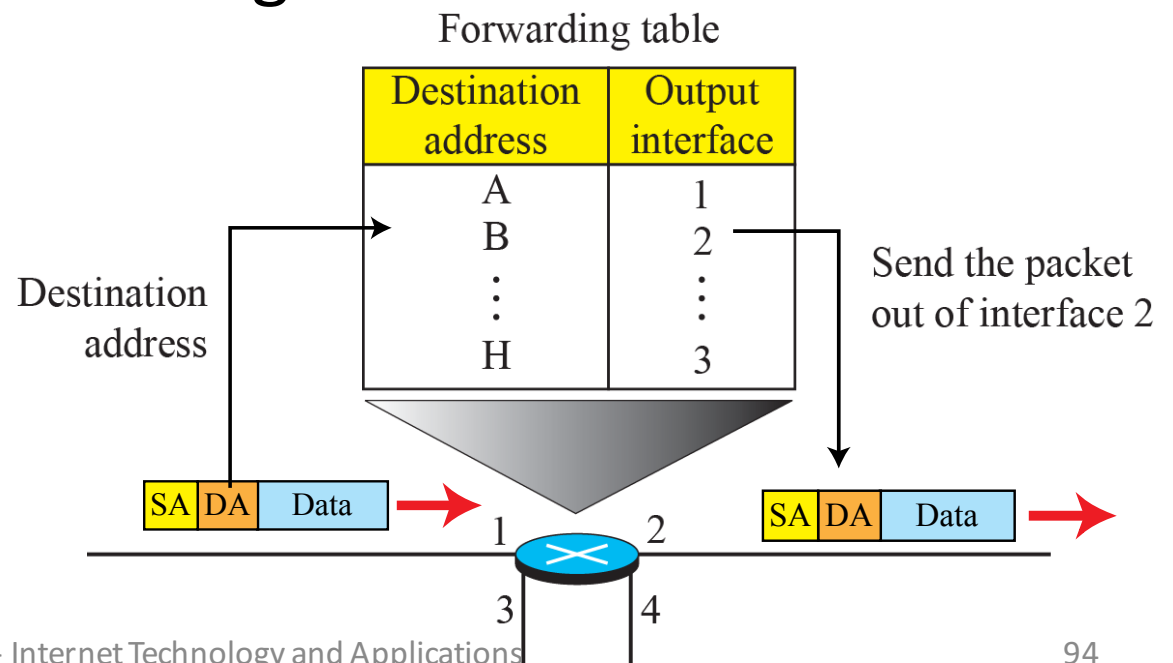 Forwarding table
Destination address
Output interface
A 1
B 2
⋮ ⋮
H 3
Destination address
Send the packet
out of interface 2
SA DA Data
SA DA Data
1 2
3 4
- Internet Technology and Applications
94